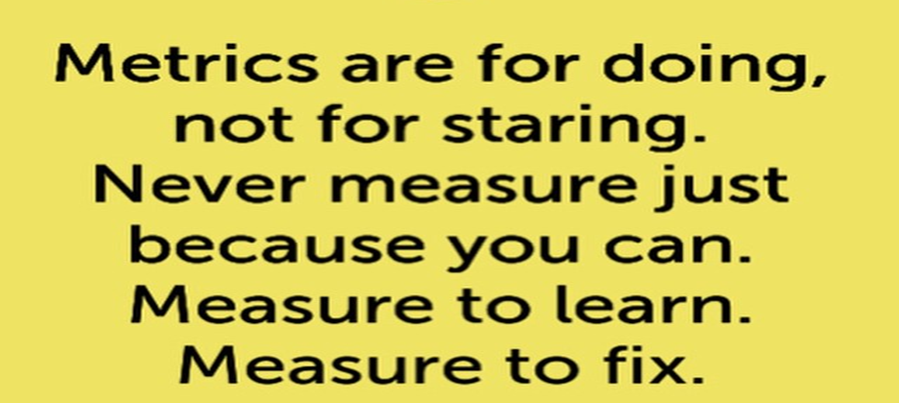 Metrics are for doing,
not for staring.
Never measure just
because you can.
Measure to learn.
Measure to fix.